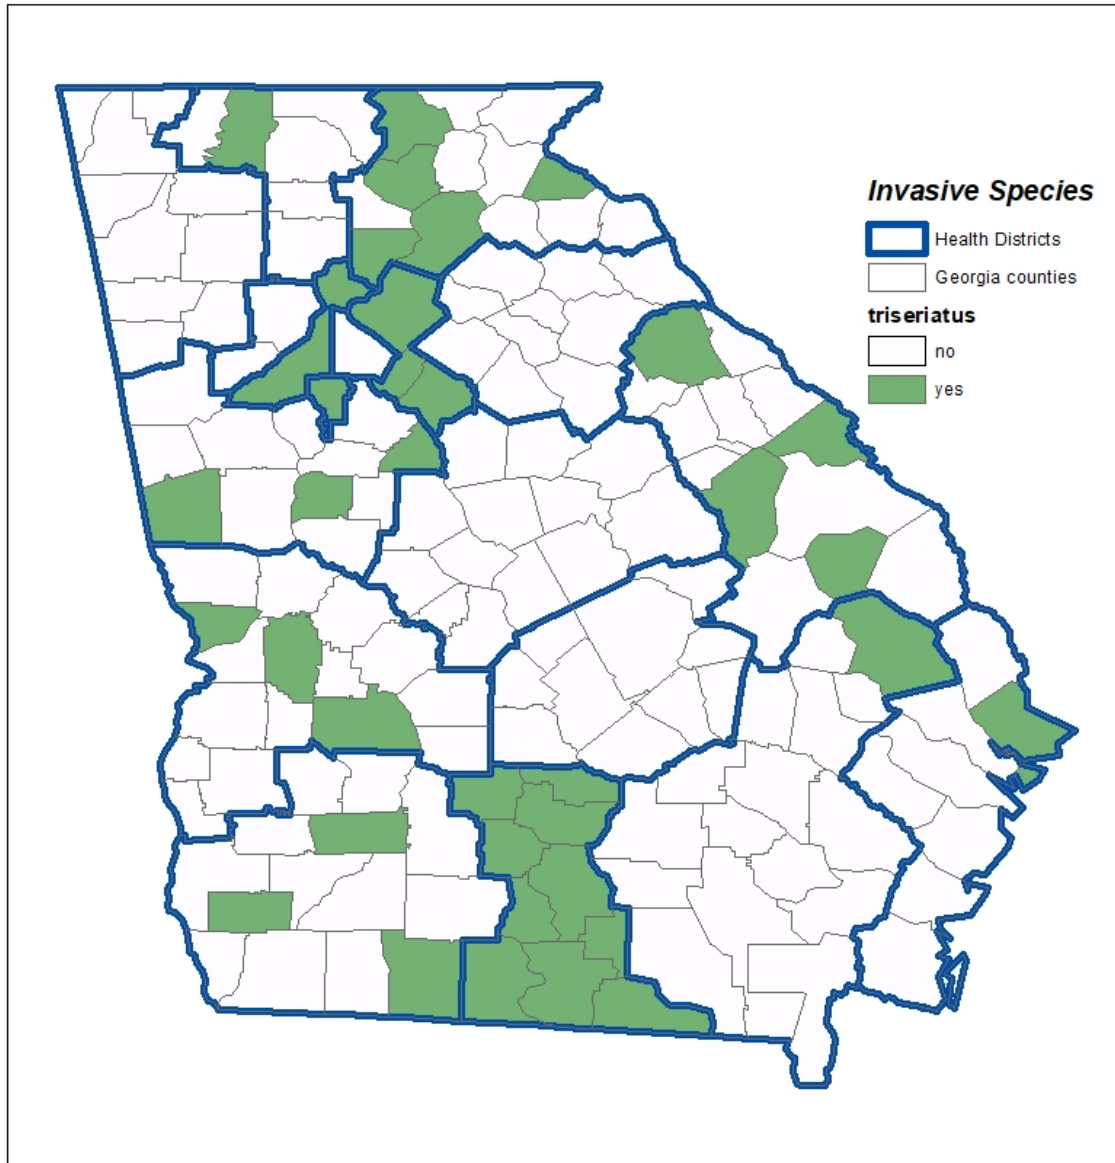 Invasive Species
Health Districts
Georgia counties
triseriatus
no
yes